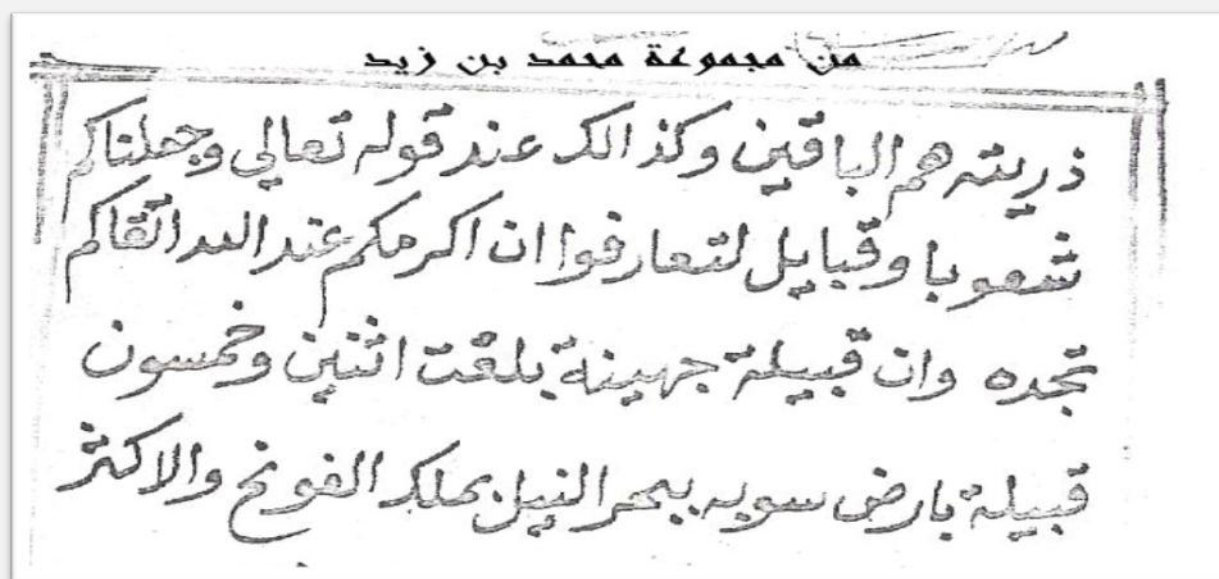 من مجموعة محمد بن زيد
ذريته هم الباقين وكذالك عند قوله تعالي وجعلناكم
شعوبا وقبايل لتعارفوا ان اكرمكم عند الله اتقاكم
تجده وان قبيلة جهينة بلغت اثنين وخمسون
قبيلة بارض سوبه ببحر النيل بملك الفونج والاكثر